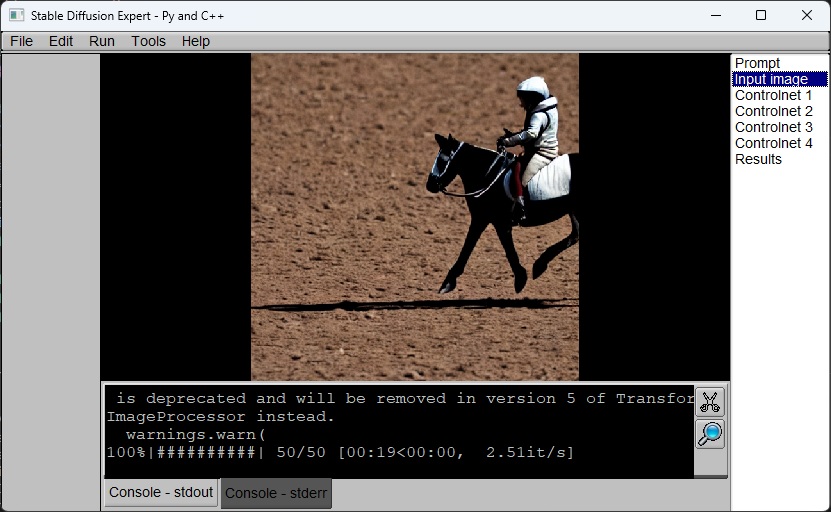 Stable Diffusion Expert - Py and C++
File Edit Run Tools Help
Prompt
Input image
Controlnet 1
Controlnet 2
Controlnet 3
Controlnet 4
Results
is deprecated and will be removed in version 5 of Transfor
ImageProcessor instead.
warnings.warn(
100%|##########| 50/50 [00:19<00:00,  2.51it/s]
Console - stdout
Console - stderr